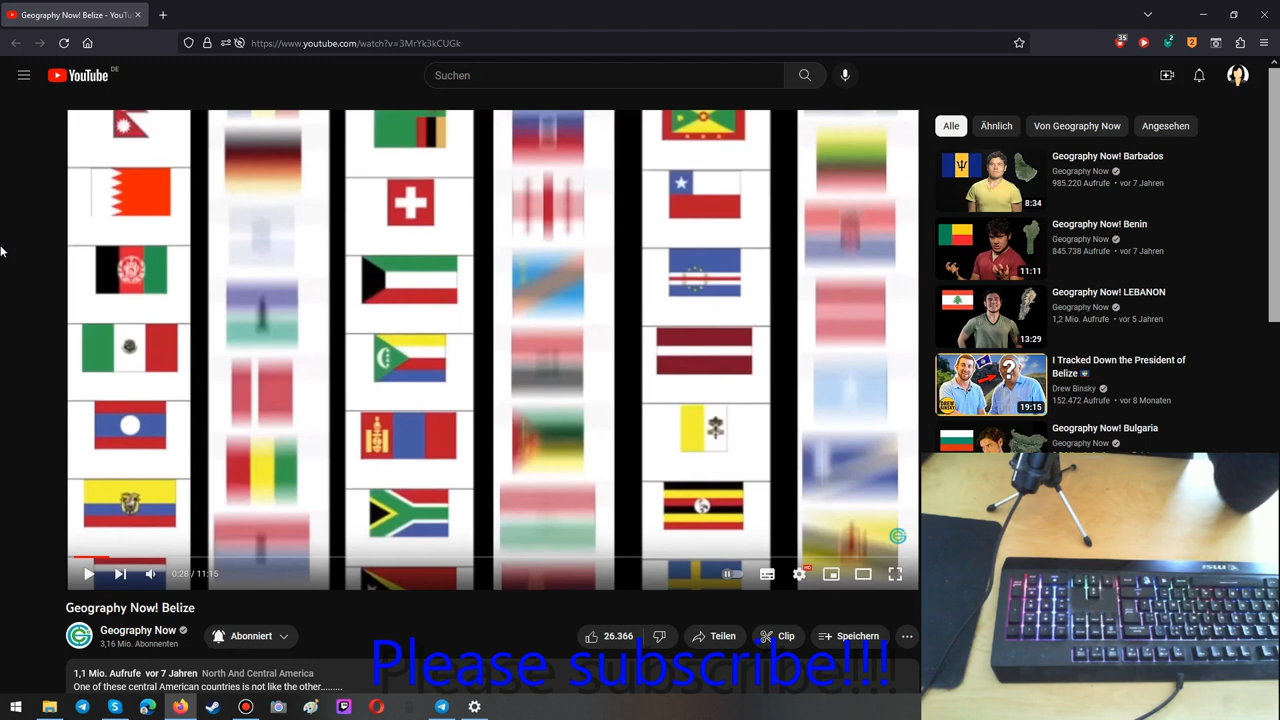 Geography Now! Belize - YouTu
https://www.youtube.com/watch?v=3MrYk3kCUGk
35
2
2
YouTube DE
Suchen
Alle
Ähnlich
Von Geography Now!
Angesehen
Geography Now! Barbados
Geography Now!
985.220 Aufrufe • vor 7 Jahren
8:34
Geography Now! Benin
Geography Now!
845.738 Aufrufe • vor 7 Jahren
11:11
Geography Now! LEBANON
Geography Now!
1,2 Mio. Aufrufe • vor 5 Jahren
13:29
I Tracked Down the President of
Belize
Drew Binsky
152.472 Aufrufe • vor 8 Monaten
19:15
Geography Now! Bulgaria
Geography Now!
0:28 / 11:15
HD
Geography Now! Belize
Geography Now
3,16 Mio. Abonnenten
Abonniert
26.366
Teilen
Clip
Speichern
1,1 Mio. Aufrufe vor 7 Jahren North And Central America
One of these central American countries is not like the other.........
Please subscribe!!!